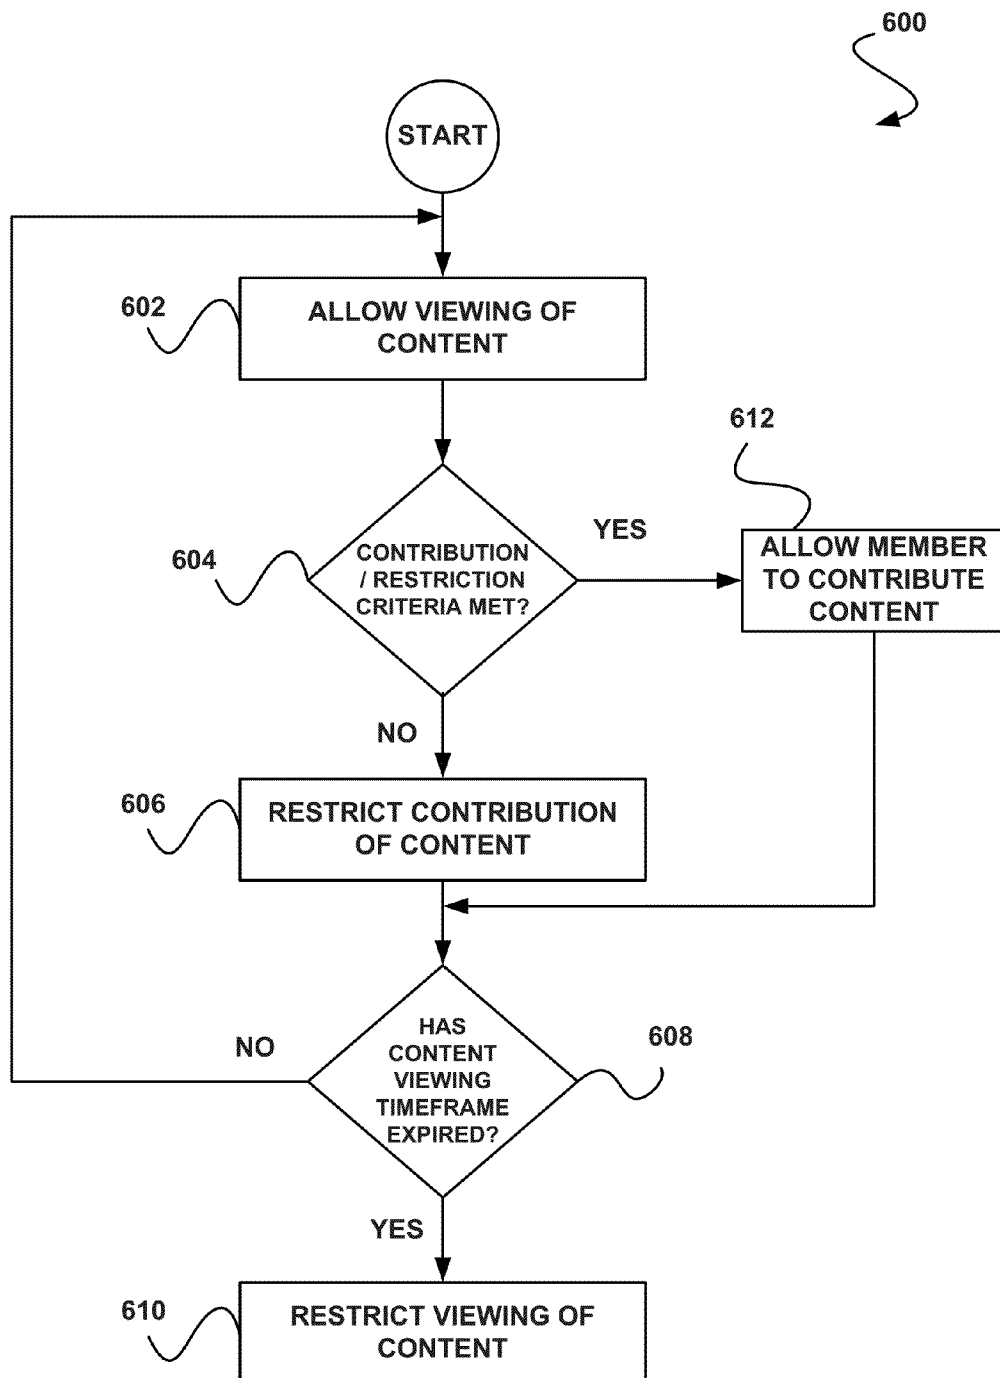 600
START
602
ALLOW VIEWING OF
CONTENT
612
604
CONTRIBUTION
/ RESTRICTION
CRITERIA MET?
YES
ALLOW MEMBER
TO CONTRIBUTE
CONTENT
NO
606
RESTRICT CONTRIBUTION
OF CONTENT
608
NO
HAS
CONTENT
VIEWING
TIMEFRAME
EXPIRED?
YES
610
RESTRICT VIEWING OF
CONTENT